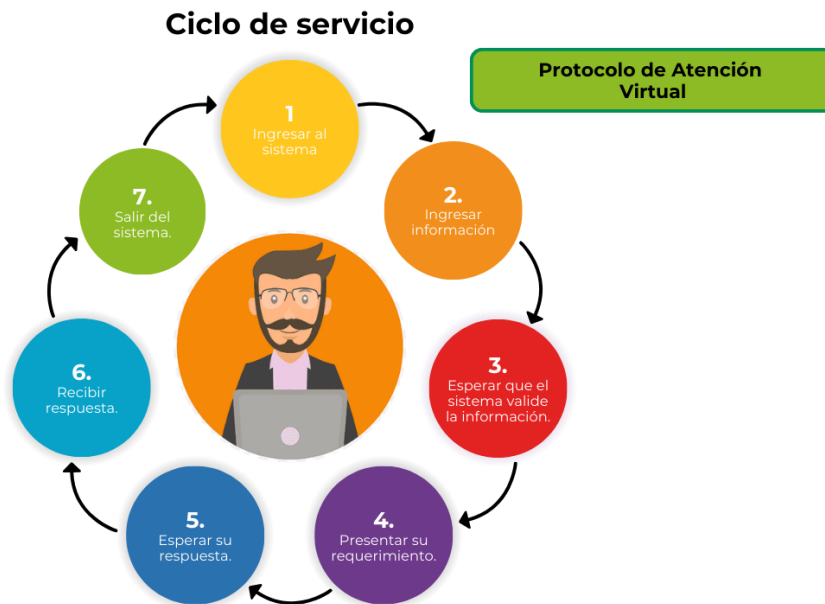 Ciclo de servicio
Protocolo de Atención
Virtual
1
Ingresar al
sistema
2.
Ingresar
información
3.
Esperar que el
sistema valide
la información.
4.
Presentar su
requerimiento.
5.
Esperar su
respuesta.
6.
Recibir
respuesta.
7.
Salir del
sistema.